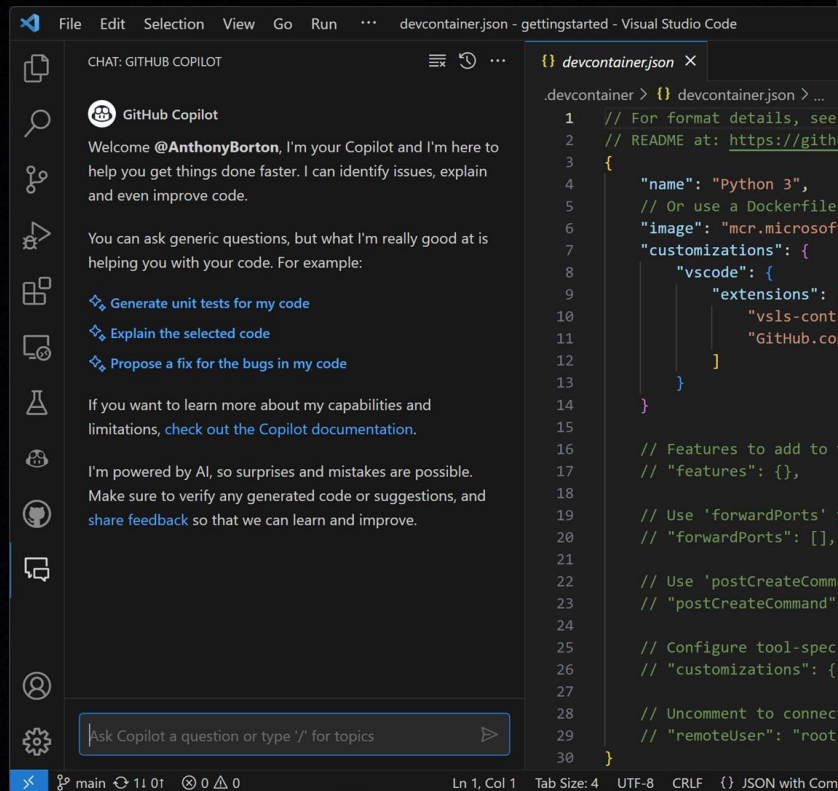 File Edit Selection View Go Run ··· devcontainer.json - gettingstarted - Visual Studio Code
CHAT: GITHUB COPILOT
GitHub Copilot
Welcome @AnthonyBorton, I'm your Copilot and I'm here to
help you get things done faster. I can identify issues, explain
and even improve code.
You can ask generic questions, but what I'm really good at is
helping you with your code. For example:
Generate unit tests for my code
Explain the selected code
Propose a fix for the bugs in my code
If you want to learn more about my capabilities and
limitations, check out the Copilot documentation.
I'm powered by AI, so surprises and mistakes are possible.
Make sure to verify any generated code or suggestions, and
share feedback so that we can learn and improve.
Ask Copilot a question or type '/' for topics
{} devcontainer.json
.devcontainer > {} devcontainer.json > ...
1 // For format details, see
2 // README at: https://gith
3 {
4 "name": "Python 3",
5 // Or use a Dockerfile
6 "image": "mcr.microsoft
7 "customizations": {
8 "vscode": {
9 "extensions":
10 "vsls-cont
11 "GitHub.co
12 ]
13 }
14 }
15
16 // Features to add to
17 // "features": {},
18
19 // Use 'forwardPorts'
20 // "forwardPorts": [],
21
22 // Use 'postCreateComm
23 // "postCreateCommand"
24
25 // Configure tool-spec
26 // "customizations": {
27
28 // Uncomment to connec
29 // "remoteUser": "root
30 }
main 1↓ 0↑ 0 0 Ln 1, Col 1 Tab Size: 4 UTF-8 CRLF {} JSON with Com